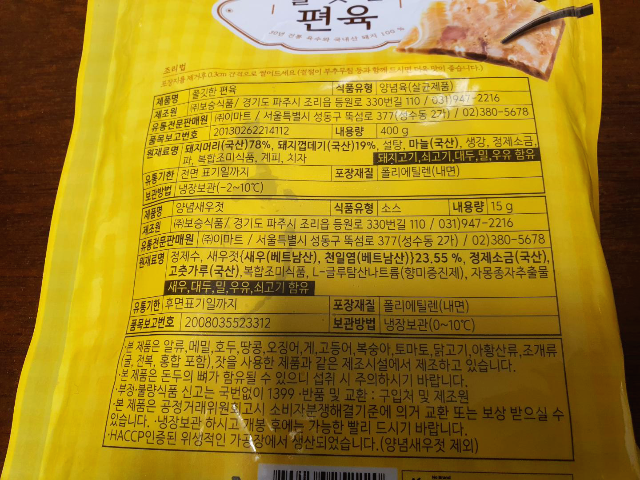 편육
조리법
제품명 쫄깃한 편육 식품유형 양념육(살균제품)
제조원 ㈜보승식품/ 경기도 파주시 조리읍 등원로 330번길 110 / 031)947-2216
유통전문판매원 ㈜이마트 / 서울특별시 성동구 뚝섬로 377(성수동 2가) / 02)380-5678
품목보고번호 20130262214112 내용량 400 g
원재료명 돼지머리(국산)78%, 돼지껍데기(국산)19%, 설탕, 마늘(국산), 생강, 정제소금,
파, 복합조미식품, 계피, 치자 돼지고기,쇠고기,대두,밀,우유 함유
유통기한 전면 표기일까지 포장재질 폴리에틸렌(내면)
보관방법 냉장보관(-2~10℃)
제품명 양념새우젓 식품유형 소스 내용량 15 g
제조원 ㈜보승식품/ 경기도 파주시 조리읍 등원로 330번길 110 / 031)947-2216
유통전문판매원 ㈜이마트 / 서울특별시 성동구 뚝섬로 377(성수동 2가) / 02)380-5678
원재료명 정제수, 새우젓{새우(베트남산), 천일염(베트남산)}23.55 %, 정제소금(국산),
고춧가루(국산),복합조미식품, L-글루탐산나트륨(향미증진제), 자몽종자추출물
새우,대두,밀,우유,쇠고기 함유
유통기한 후면표기일까지 포장재질 폴리에틸렌(내면)
품목보고번호 2008035523312 보관방법 냉장보관(0~10℃)
·본 제품은 알류,메밀,호두,땅콩,오징어,게,고등어,복숭아,토마토,닭고기,아황산류,조개류
(굴, 전복, 홍합 포함),잣을 사용한 제품과 같은 제조시설에서 제조하고 있습니다.
·본 제품은 돈두의 뼈가 함유될 수 있으니 섭취 시 주의하시기 바랍니다.
·부정·불량식품 신고는 국번없이 1399 ·반품 및 교환 : 구입처 및 제조원
·본 제품은 공정거래위원회고시 소비자분쟁해결기준에 의거 교환 또는 보상 받으실 수
있습니다. ·냉장보관 하시고 개봉 후에는 가능한 빨리 드시기 바랍니다.
·HACCP인증된 위생적인 가공장에서 생산되었습니다.(양념새우젓 제외)